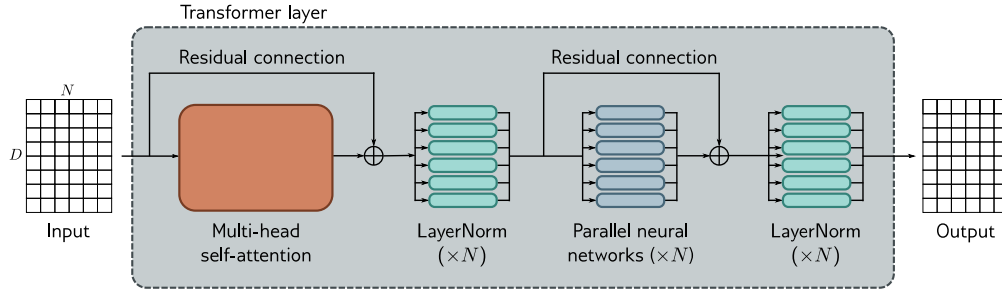 Transformer layer
Residual connection
Residual connection
N
D
Input
Multi-head
self-attention
LayerNorm
(×N)
Parallel neural
networks (×N)
LayerNorm
(×N)
Output